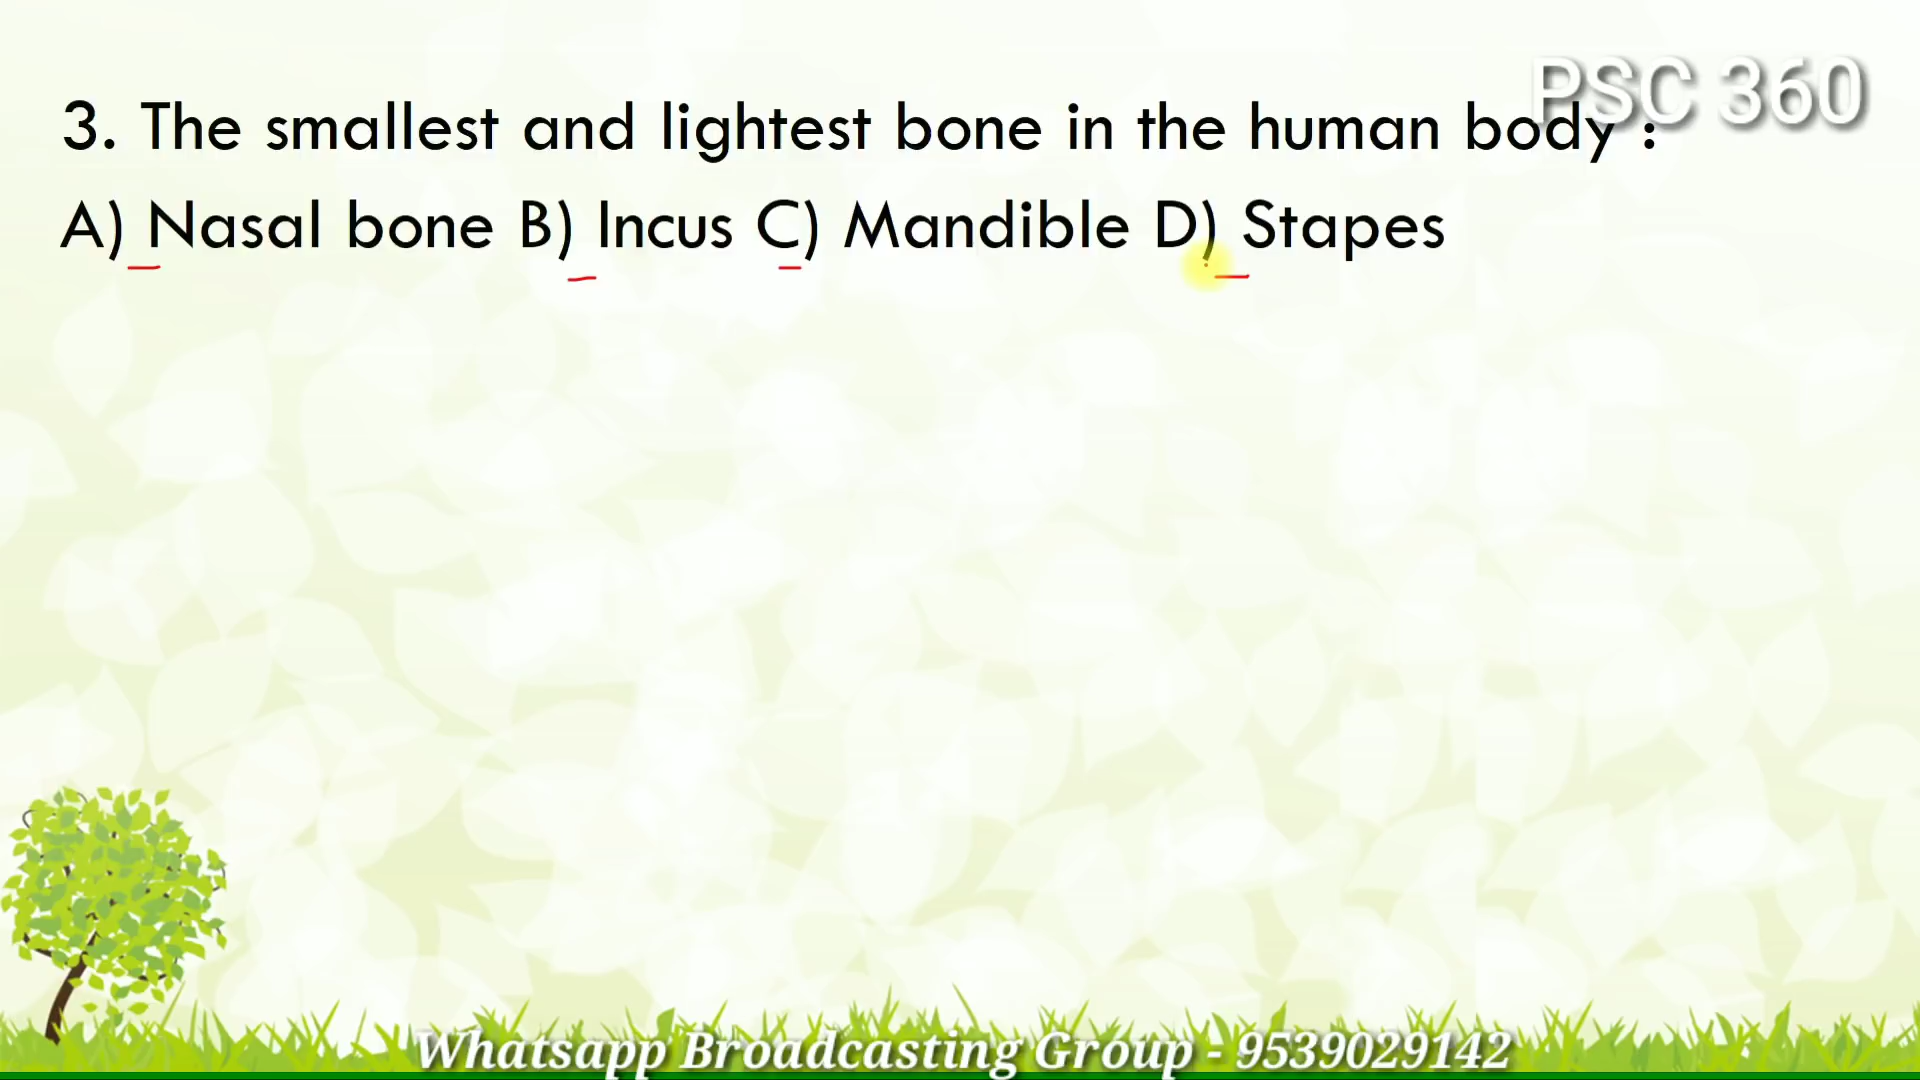 PSC 360
3. The smallest and lightest bone in the human body :
A) Nasal bone B) Incus C) Mandible D) Stapes
Whatsapp Broadcasting Group - 9539029142